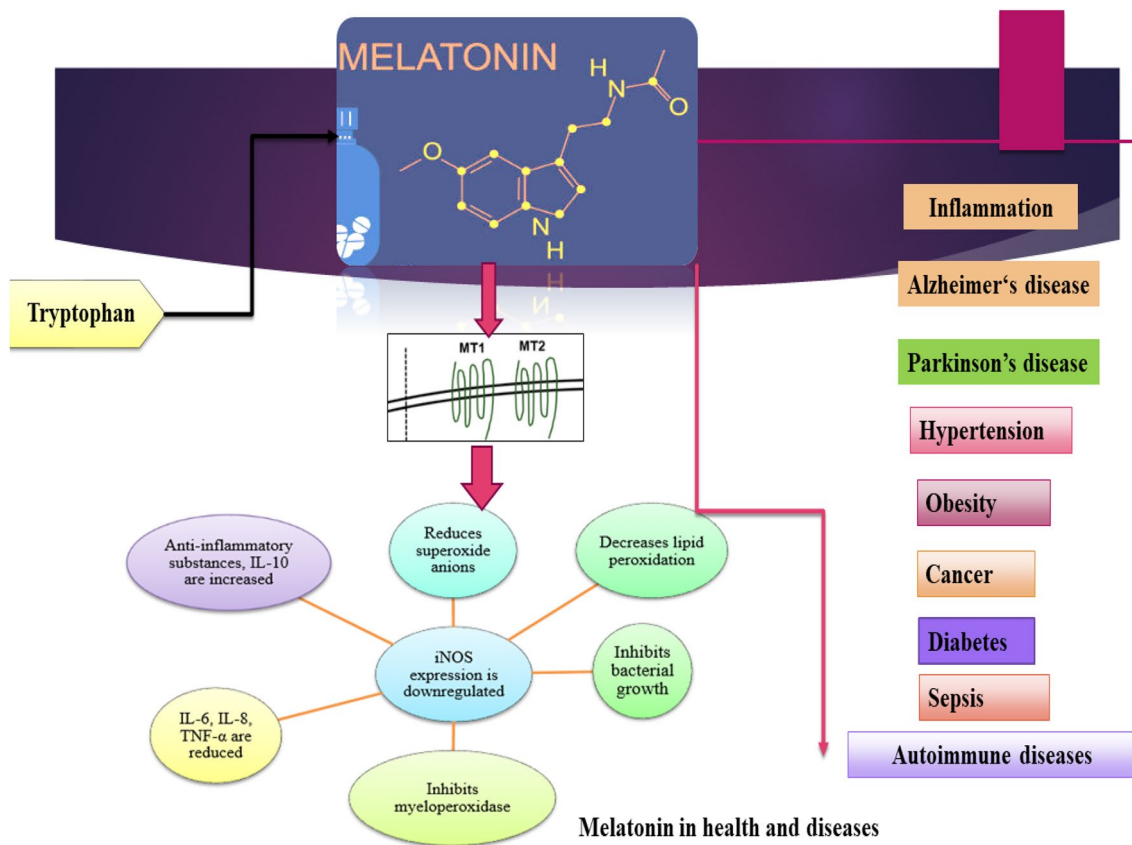 MELATONIN
H
N
O
O
N
H
Tryptophan
MT1
MT2
Anti-inflammatory
substances, IL-10
are increased
Reduces
superoxide
anions
Decreases lipid
peroxidation
iNOS
expression is
downregulated
Inhibits
bacterial
growth
IL-6, IL-8,
TNF-α are
reduced
Inhibits
myeloperoxidase
Inflammation
Alzheimer‘s disease
Parkinson’s disease
Hypertension
Obesity
Cancer
Diabetes
Sepsis
Autoimmune diseases
Melatonin in health and diseases